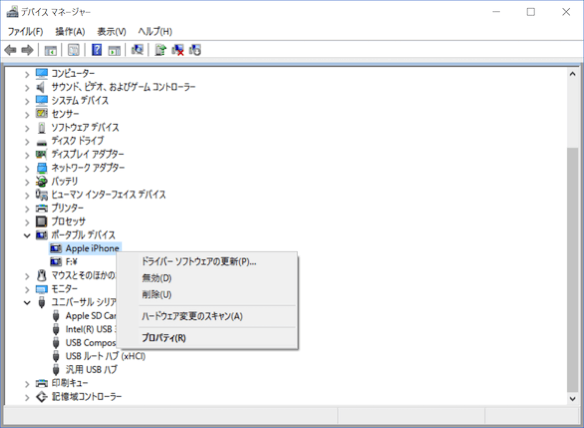 デバイス マネージャー
ファイル(F) 操作(A) 表示(V) ヘルプ(H)
コンピューター
サウンド、ビデオ、およびゲーム コントローラー
システム デバイス
センサー
ソフトウェア デバイス
ディスク ドライブ
ディスプレイ アダプター
ネットワーク アダプター
バッテリ
ヒューマン インターフェイス デバイス
プリンター
プロセッサ
ポータブル デバイス
Apple iPhone
F:¥
マウスとそのほかの
モニター
ユニバーサル シリア
Apple SD Car
Intel(R) USB
USB Compos
USB ルート ハブ (xHCI)
汎用 USB ハブ
印刷キュー
記憶域コントローラー
ドライバー ソフトウェアの更新(P)...
無効(D)
削除(U)
ハードウェア変更のスキャン(A)
プロパティ(R)